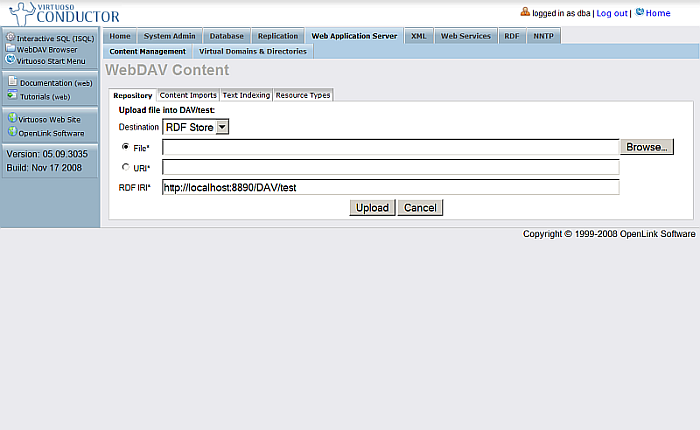 VIRTUOSO
CONDUCTOR
logged in as dba | Log out | Home
Interactive SQL (ISQL)
WebDAV Browser
Virtuoso Start Menu
Documentation (web)
Tutorials (web)
Virtuoso Web Site
OpenLink Software
Version: 05.09.3035
Build: Nov 17 2008
Home System Admin Database Replication Web Application Server XML Web Services RDF NNTP
Content Management Virtual Domains & Directories
WebDAV Content
Repository Content Imports Text Indexing Resource Types
Upload file into DAV/test:
Destination RDF Store
File* Browse...
URI*
RDF IRI* http://localhost:8890/DAV/test
Upload Cancel
Copyright © 1999-2008 OpenLink Software